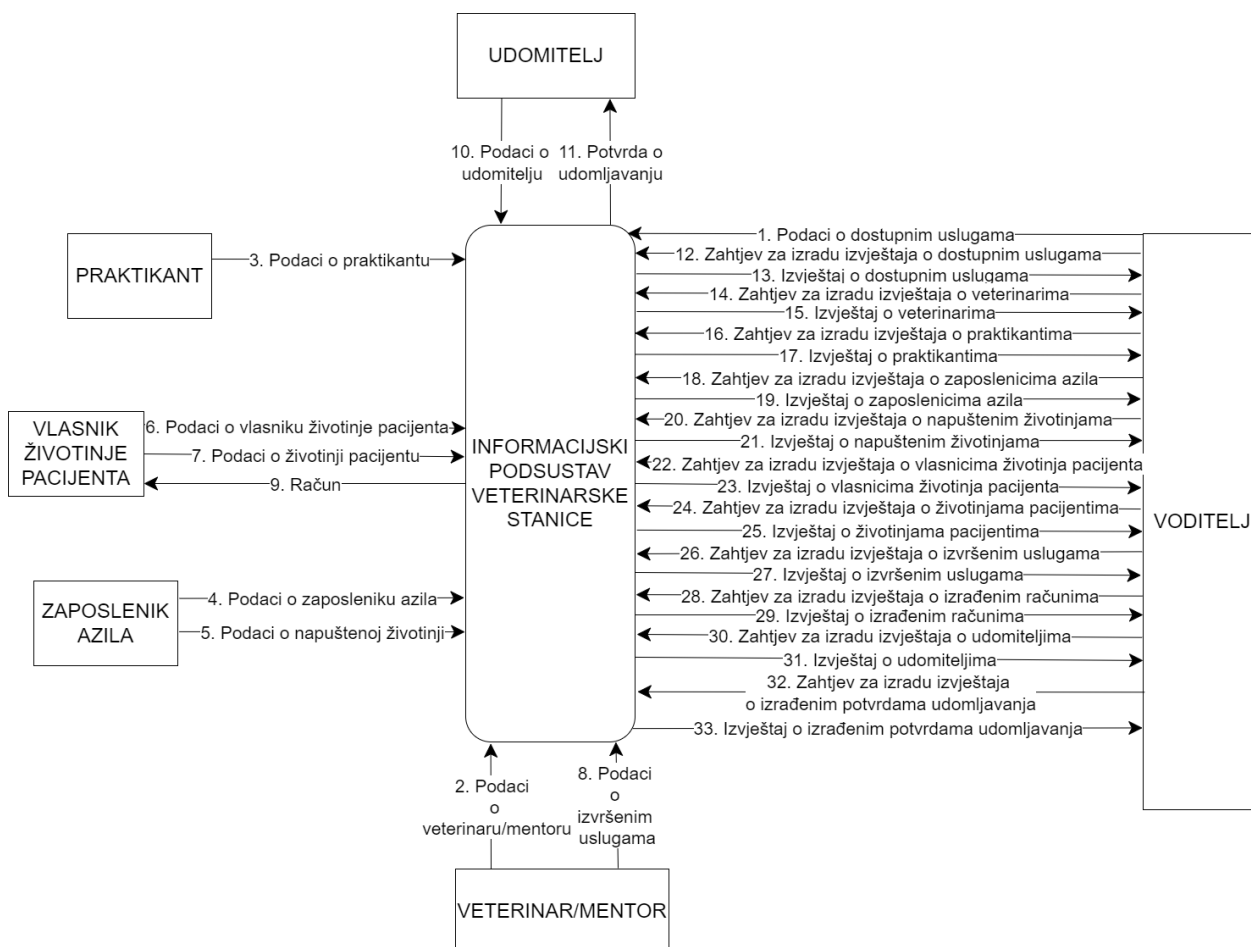 UDOMITELJ
10. Podaci o
udomitelju
11. Potvrda o
udomljavanju
PRAKTIKANT
3. Podaci o praktikantu
VLASNIK
ŽIVOTINJE
PACIJENTA
6. Podaci o vlasniku životinje pacijenta
7. Podaci o životinji pacijentu
9. Račun
ZAPOSLENIK
AZILA
4. Podaci o zaposleniku azila
5. Podaci o napuštenoj životinji
INFORMACIJSKI
PODSUSTAV
VETERINARSKE
STANICE
1. Podaci o dostupnim uslugama
12. Zahtjev za izradu izvještaja o dostupnim uslugama
13. Izvještaj o dostupnim uslugama
14. Zahtjev za izradu izvještaja o veterinarima
15. Izvještaj o veterinarima
16. Zahtjev za izradu izvještaja o praktikantima
17. Izvještaj o praktikantima
18. Zahtjev za izradu izvještaja o zaposlenicima azila
19. Izvještaj o zaposlenicima azila
20. Zahtjev za izradu izvještaja o napuštenim životinjama
21. Izvještaj o napuštenim životinjama
22. Zahtjev za izradu izvještaja o vlasnicima životinja pacijenta
23. Izvještaj o vlasnicima životinja pacijenta
24. Zahtjev za izradu izvještaja o životinjama pacijentima
25. Izvještaj o životinjama pacijentima
26. Zahtjev za izradu izvještaja o izvršenim uslugama
27. Izvještaj o izvršenim uslugama
28. Zahtjev za izradu izvještaja o izrađenim računima
29. Izvještaj o izrađenim računima
30. Zahtjev za izradu izvještaja o udomiteljima
31. Izvještaj o udomiteljima
32. Zahtjev za izradu izvještaja
o izrađenim potvrdama udomljavanja
33. Izvještaj o izrađenim potvrdama udomljavanja
VODITELJ
2. Podaci
o
veterinaru/mentoru
8. Podaci
o
izvršenim
uslugama
VETERINAR/MENTOR